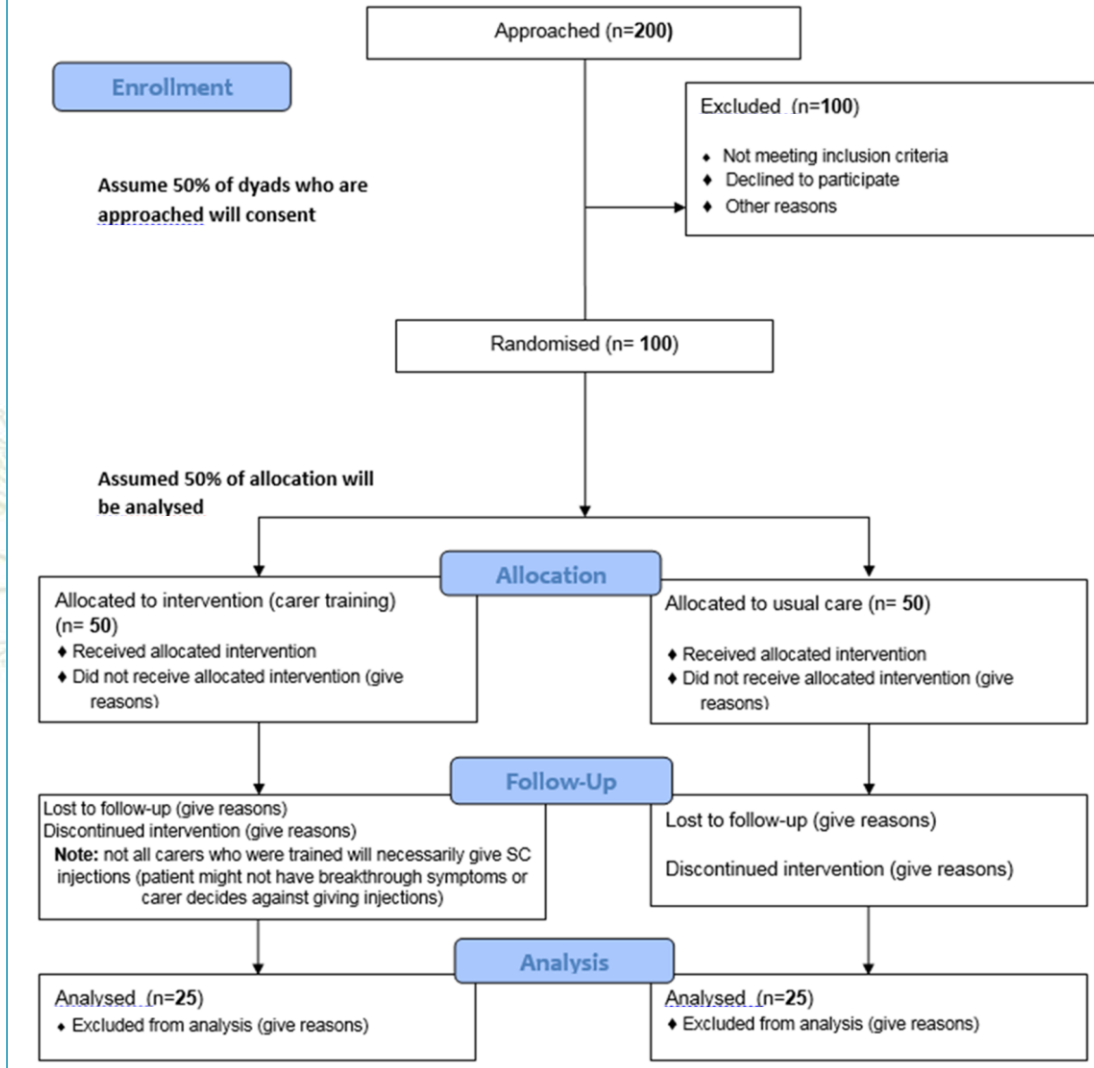 Approached (n=200)
Enrollment
Excluded (n=100)
♦ Not meeting inclusion criteria
♦ Declined to participate
♦ Other reasons
Assume 50% of dyads who are
approached will consent
Randomised (n= 100)
Assumed 50% of allocation will
be analysed
Allocation
Allocated to intervention (carer training)
(n= 50)
♦ Received allocated intervention
♦ Did not receive allocated intervention (give
reasons)
Allocated to usual care (n= 50)
♦ Received allocated intervention
♦ Did not receive allocated intervention (give
reasons)
Follow-Up
Lost to follow-up (give reasons)
Discontinued intervention (give reasons)
Note: not all carers who were trained will necessarily give SC
injections (patient might not have breakthrough symptoms or
carer decides against giving injections)
Lost to follow-up (give reasons)
Discontinued intervention (give reasons)
Analysis
Analysed (n=25)
♦ Excluded from analysis (give reasons)
Analysed (n=25)
♦ Excluded from analysis (give reasons)